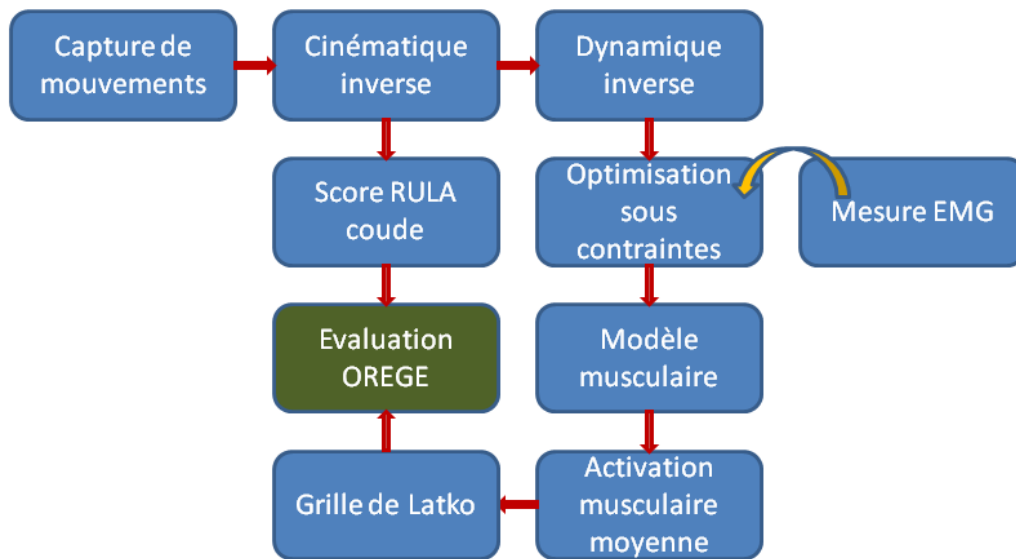 Capture de
mouvements
Cinématique
inverse
Dynamique
inverse
Score RULA
coude
Optimisation
sous
contraintes
Mesure EMG
Evaluation
OREGE
Modèle
musculaire
Grille de Latko
Activation
musculaire
moyenne